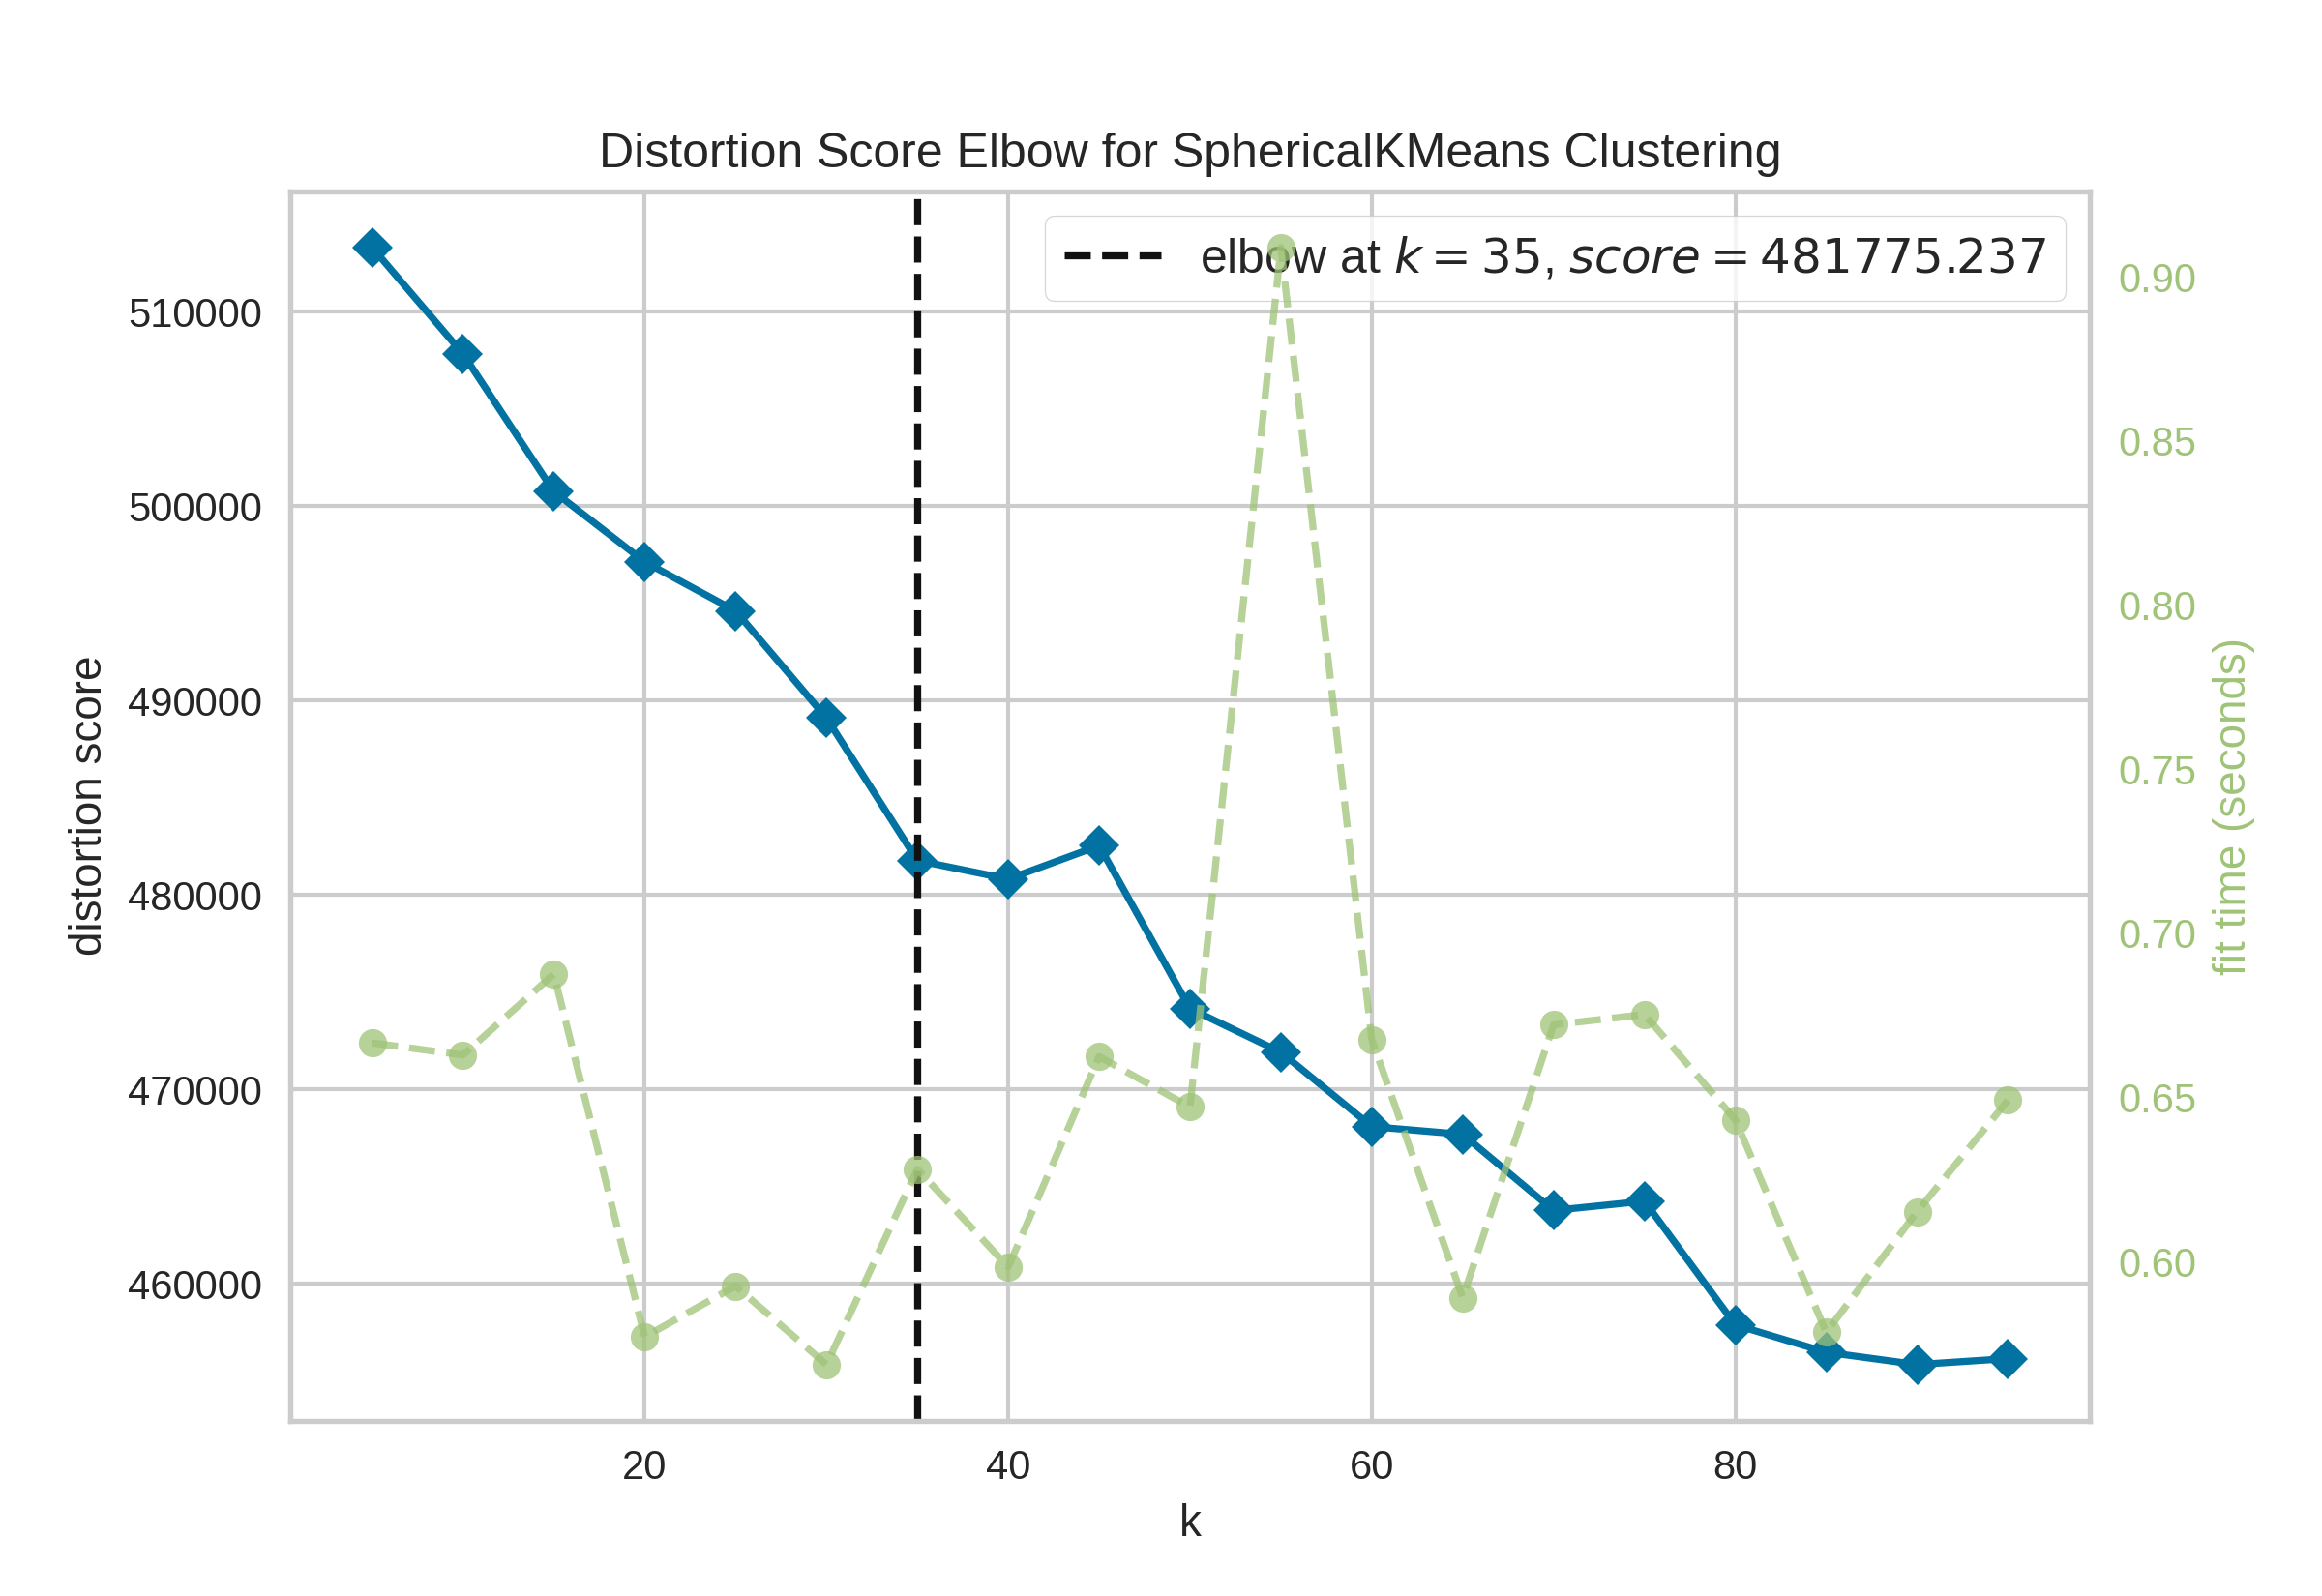 Distortion Score Elbow for SphericalKMeans Clustering
elbow at k = 35, score = 481775.237
510000
500000
490000
480000
470000
460000
distortion score
0.90
0.85
0.80
0.75
0.70
0.65
0.60
fit time (seconds)
20 40 60 80
k